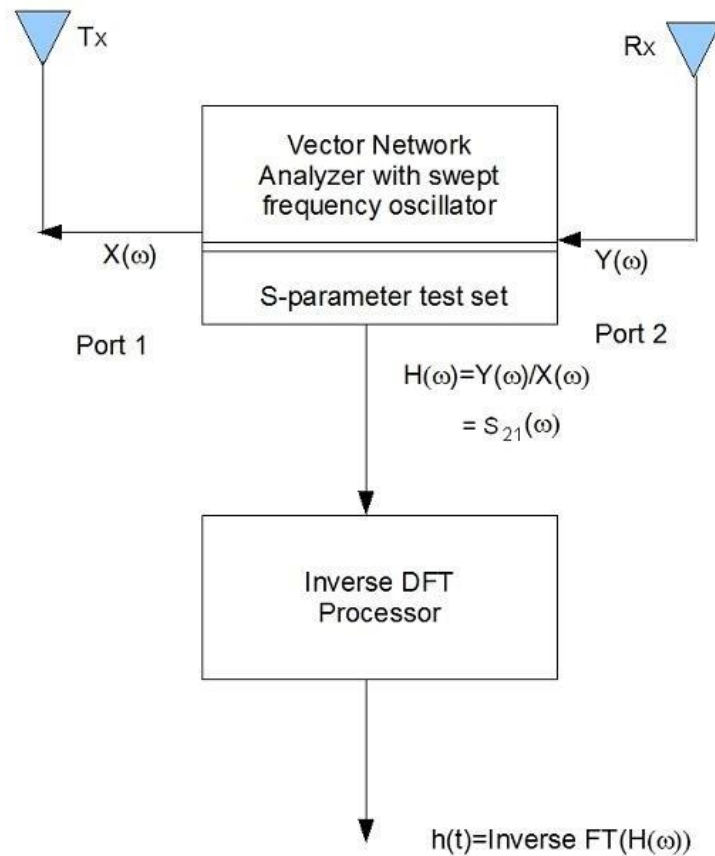 Tx
Rx
Vector Network
Analyzer with swept
frequency oscillator
X(ω)
Y(ω)
S-parameter test set
Port 1
Port 2
H(ω)=Y(ω)/X(ω)
= S21(ω)
Inverse DFT
Processor
h(t)=Inverse FT(H(ω))